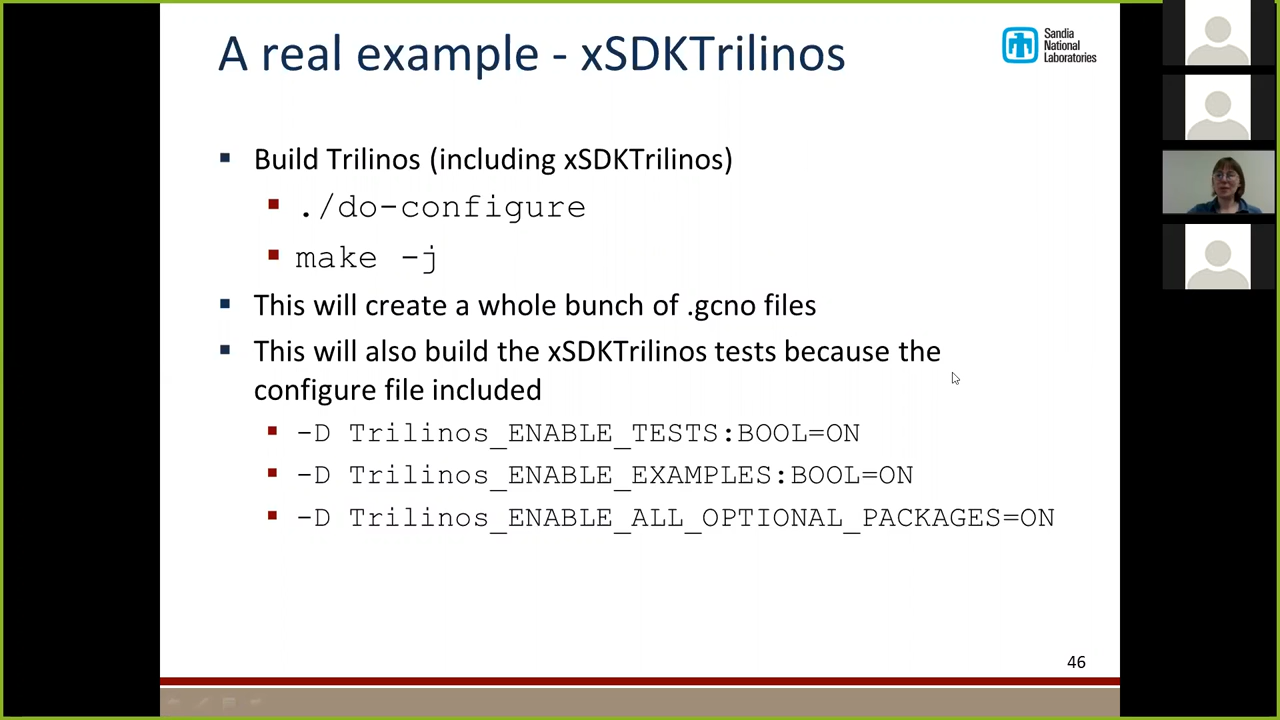 A real example - xSDKTrilinos
Sandia
National
Laboratories
Build Trilinos (including xSDKTrilinos)
./do-configure
make -j
This will create a whole bunch of .gcno files
This will also build the xSDKTrilinos tests because the
configure file included
-D Trilinos_ENABLE_TESTS:BOOL=ON
-D Trilinos_ENABLE_EXAMPLES:BOOL=ON
-D Trilinos_ENABLE_ALL_OPTIONAL_PACKAGES=ON
46